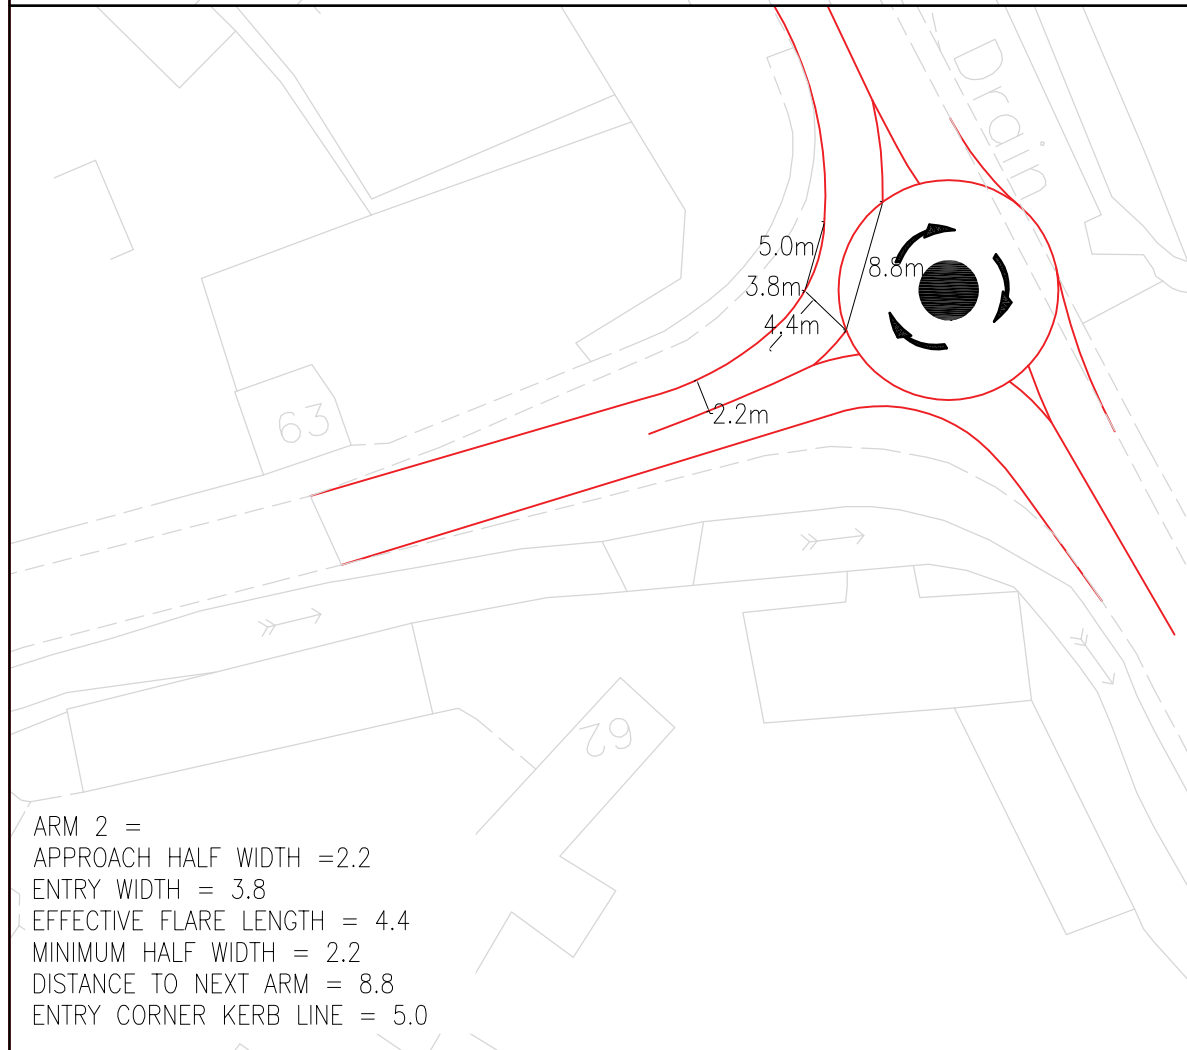 Drain
5.0m
8.8m
3.8m
4.4m
2.2m
63
62
ARM 2 =
APPROACH HALF WIDTH =2.2
ENTRY WIDTH = 3.8
EFFECTIVE FLARE LENGTH = 4.4
MINIMUM HALF WIDTH = 2.2
DISTANCE TO NEXT ARM = 8.8
ENTRY CORNER KERB LINE = 5.0